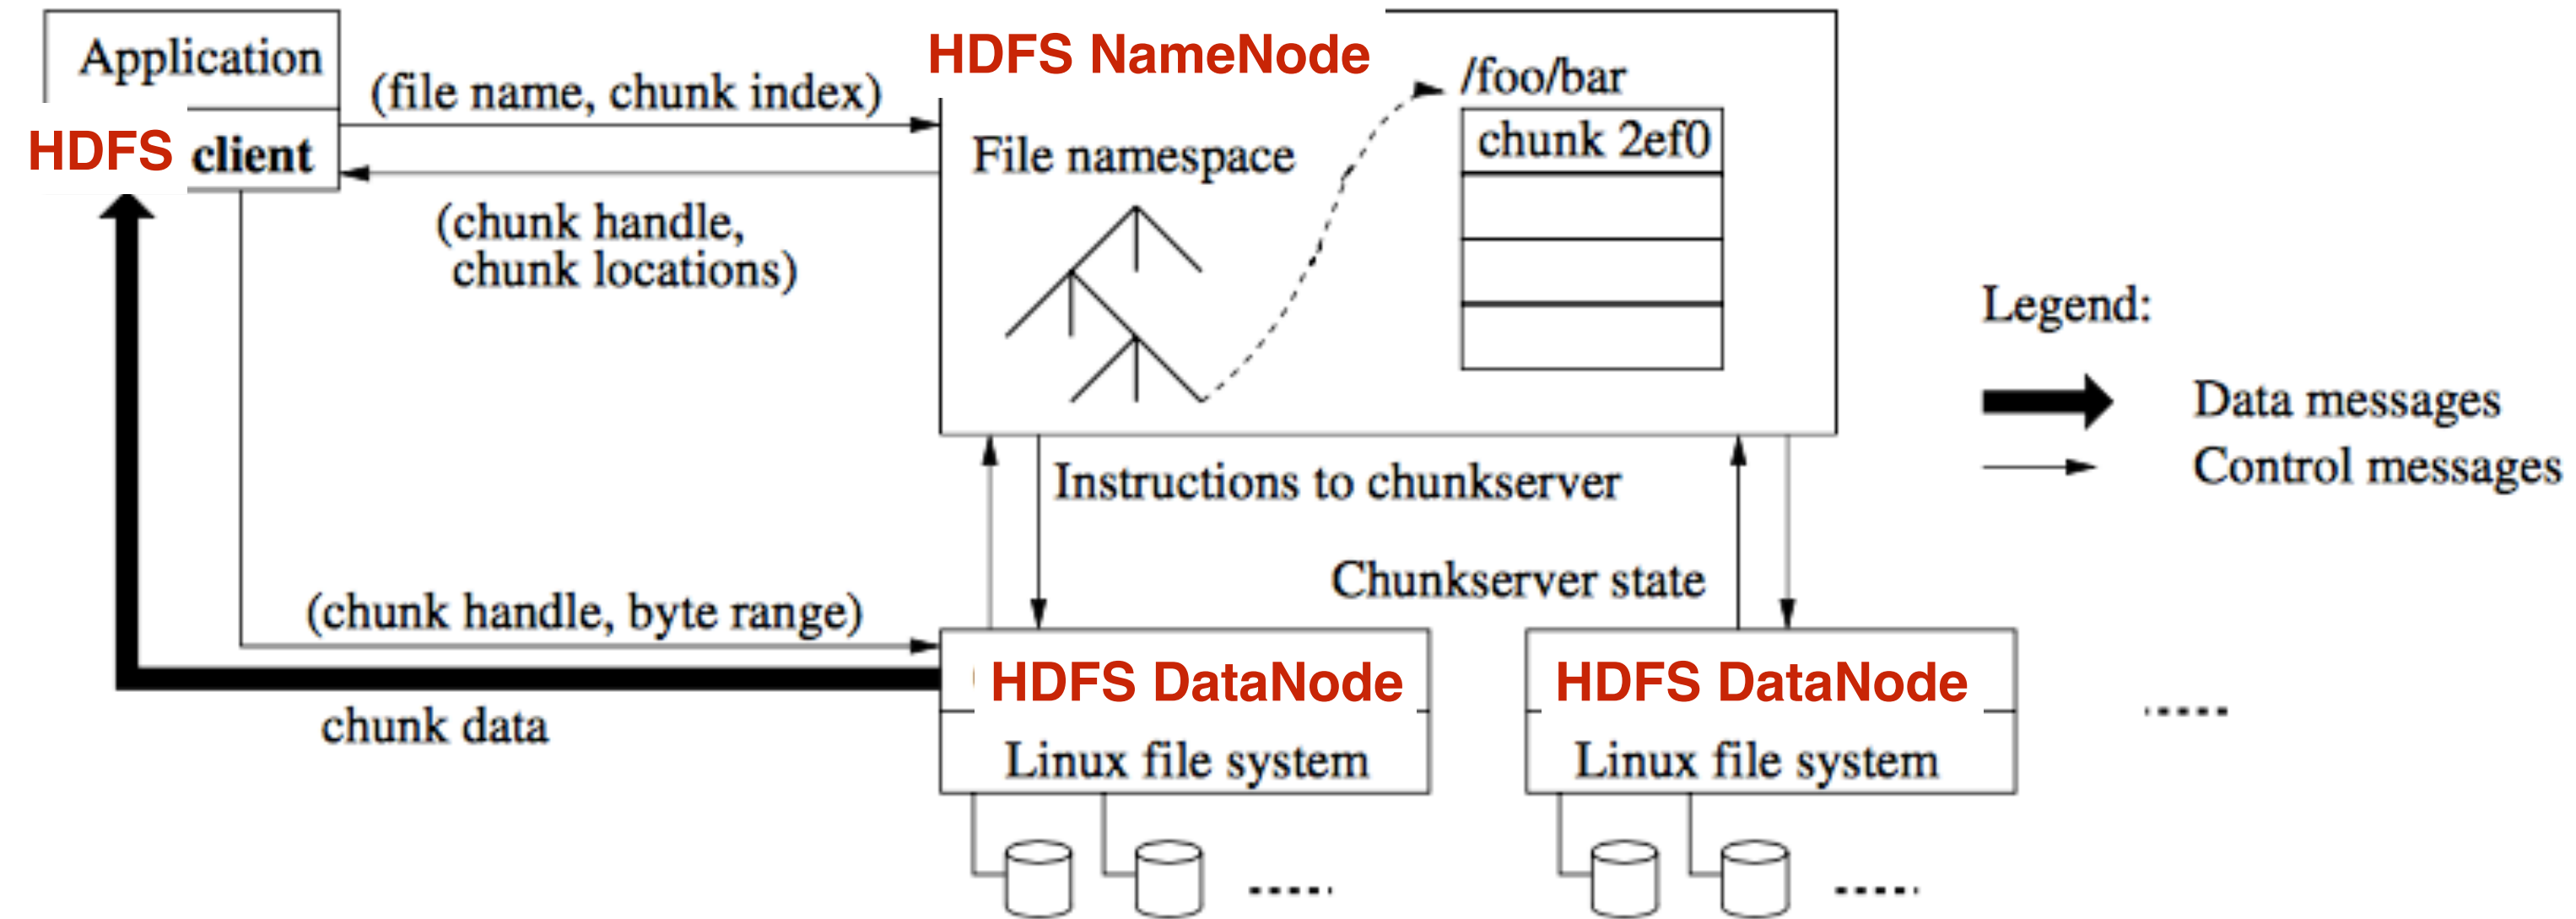 Application
HDFS client
(file name, chunk index)
(chunk handle,
chunk locations)
HDFS NameNode
File namespace
/foo/bar
chunk 2ef0
Legend:
Data messages
Control messages
Instructions to chunkserver
Chunkserver state
(chunk handle, byte range)
chunk data
HDFS DataNode
Linux file system
HDFS DataNode
Linux file system